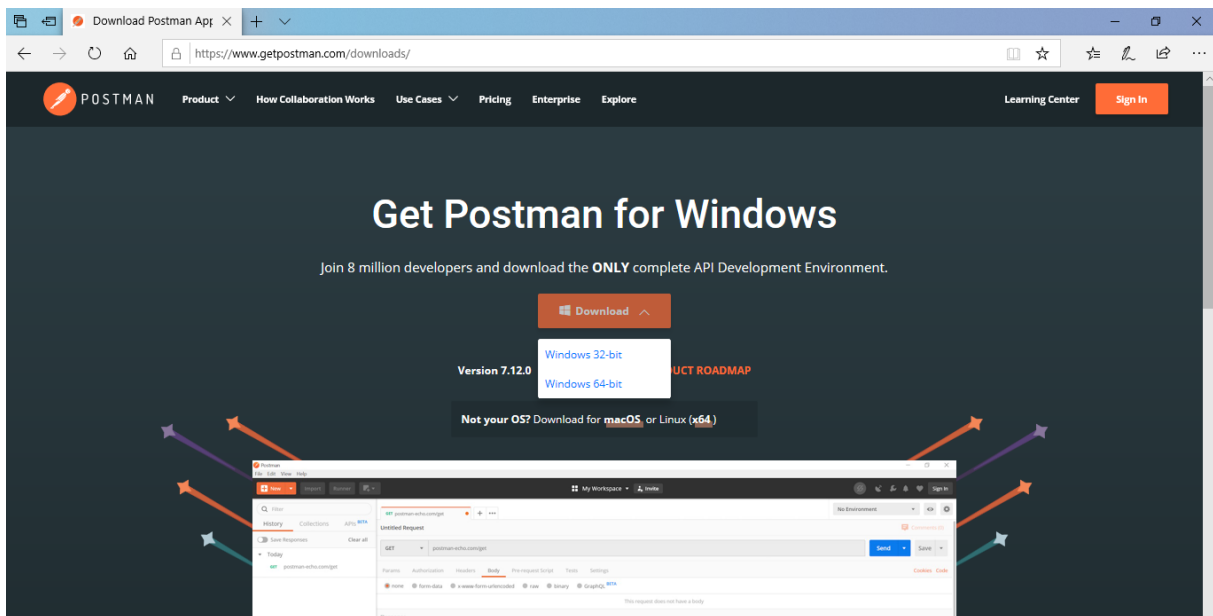 Download Postman App
https://www.getpostman.com/downloads/
POSTMAN Product How Collaboration Works Use Cases Pricing Enterprise Explore Learning Center Sign In
Get Postman for Windows
Join 8 million developers and download the ONLY complete API Development Environment.
Download
Windows 32-bit
Version 7.12.0 UCT ROADMAP
Windows 64-bit
Not your OS? Download for macOS or Linux (x64)
Postman
File Edit View Help
New Import Runner My Workspace Invite Sign In
Filter
GET postman-echo.com/get No Environment
History Collections APIs BETA
Untitled Request Comments (0)
Save Responses Clear all
GET postman-echo.com/get Send Save
Today
GET postman-echo.com/get
Params Authorization Headers Body Pre-request Script Tests Settings Cookies Code
none form-data x-www-form-urlencoded raw binary GraphQL BETA
This request does not have a body